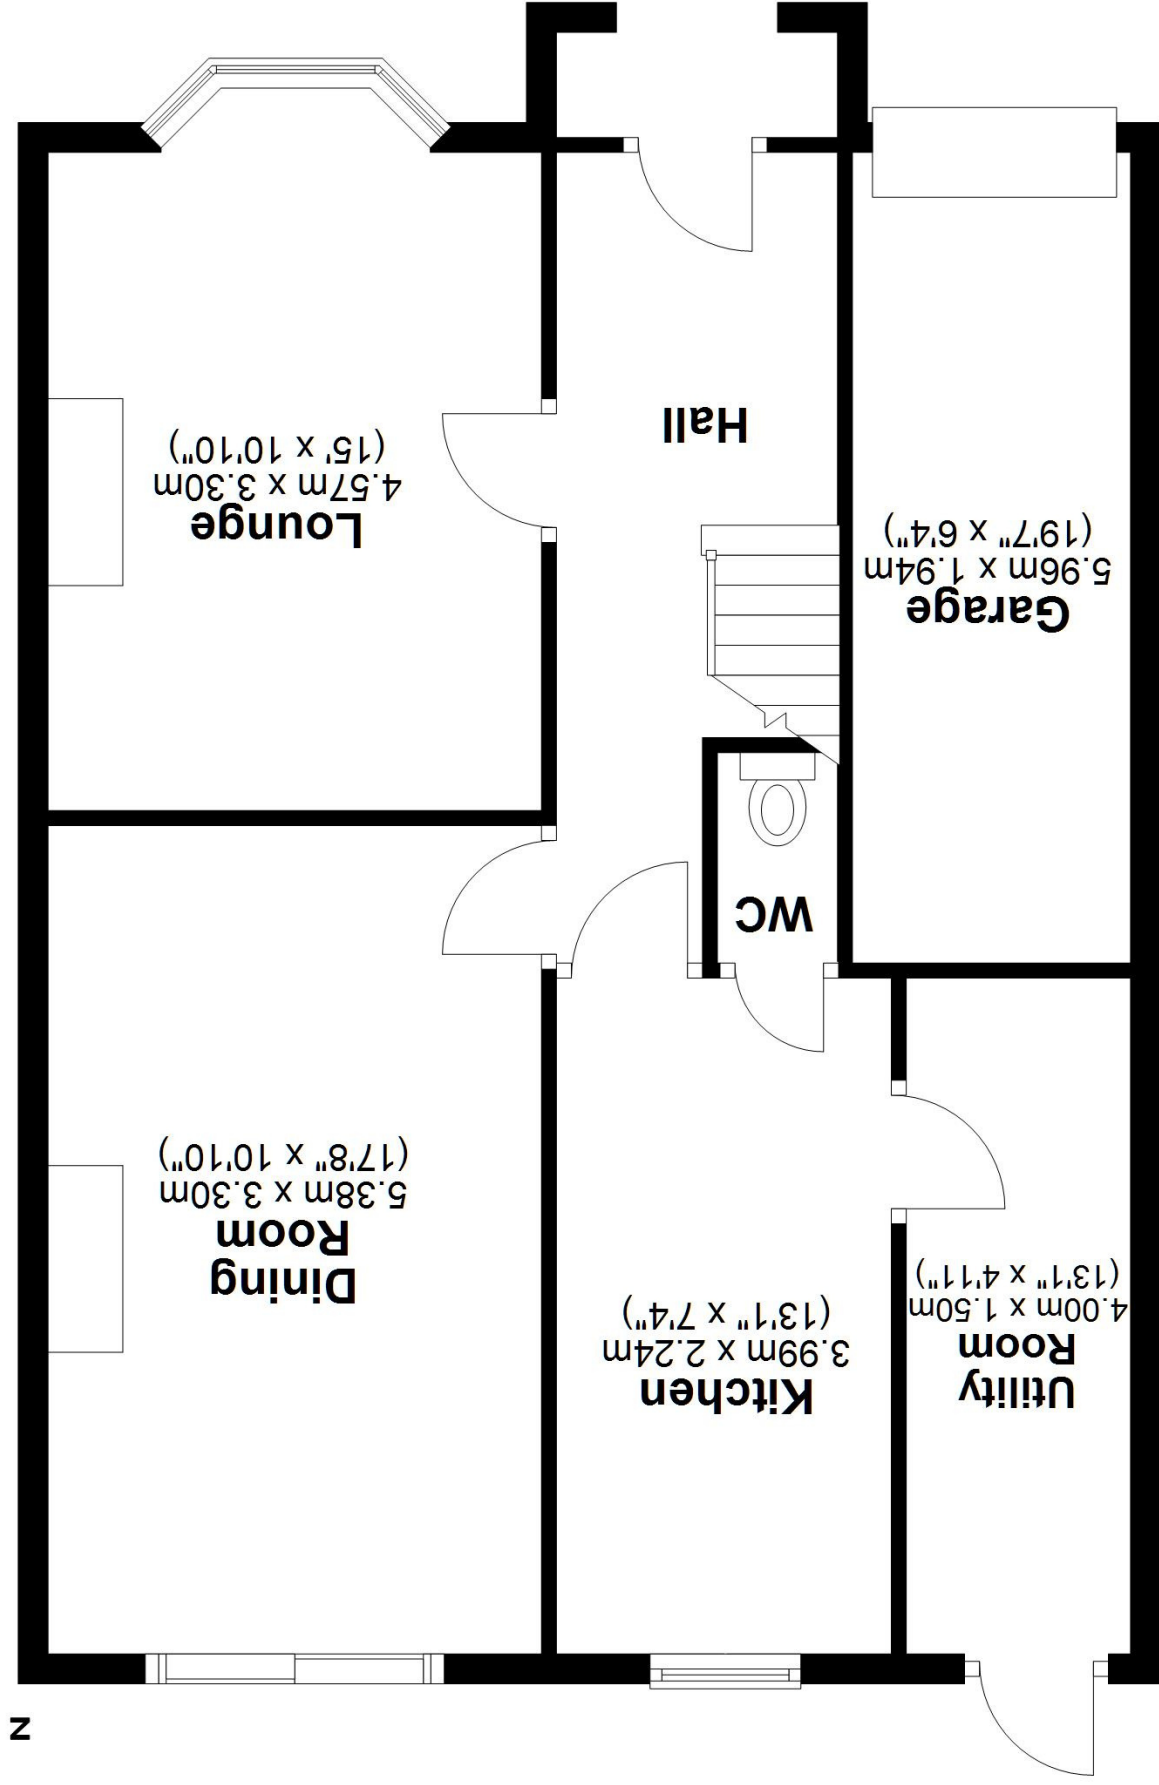 z
Utility
Room
4.00m x 1.50m
(13'1" x 4'11")
Kitchen
3.99m x 2.24m
(13'1" x 7'4")
Dining
Room
5.38m x 3.30m
(17'8" x 10'10")
WC
Garage
5.96m x 1.94m
(19'7" x 6'4")
Hall
Lounge
4.57m x 3.30m
(15' x 10'10")